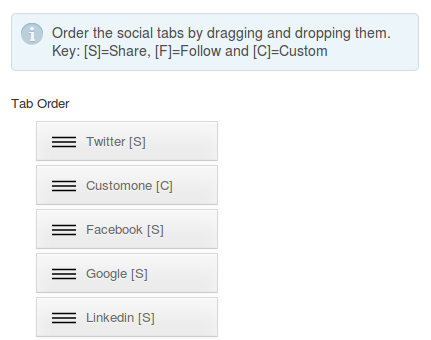 Order the social tabs by dragging and dropping them.
Key: [S]=Share, [F]=Follow and [C]=Custom
Tab Order
Twitter [S]
Customone [C]
Facebook [S]
Google [S]
Linkedin [S]